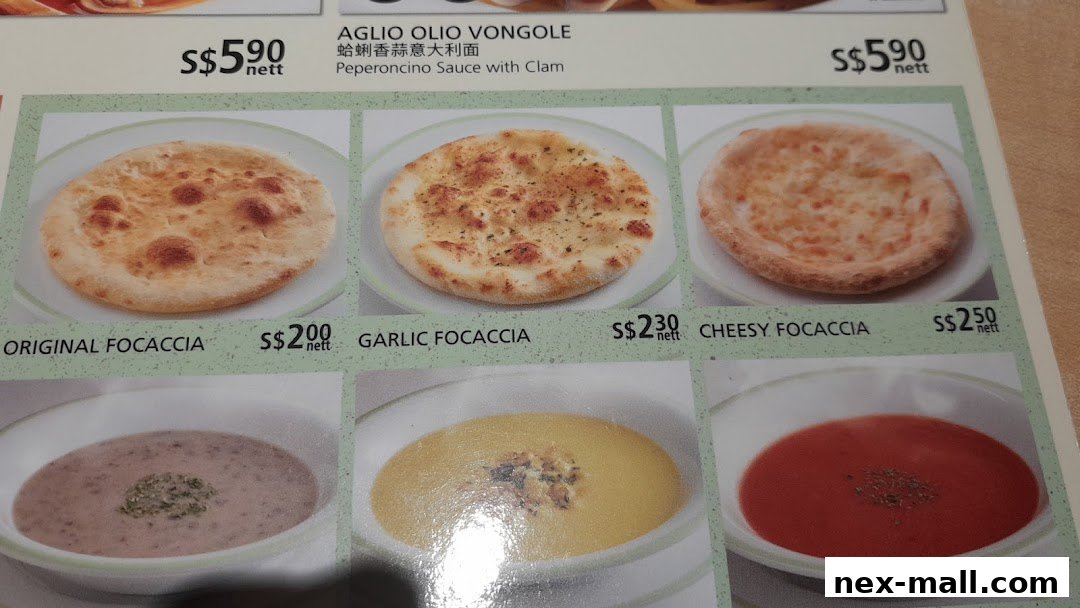 S$5.90 nett
AGLIO OLIO VONGOLE
蛤蜊香蒜意大利面
Peperoncino Sauce with Clam
S$5.90 nett
ORIGINAL FOCACCIA S$2.00 nett
GARLIC FOCACCIA S$2.30 nett
CHEESY FOCACCIA S$2.50 nett
nex-mall.com